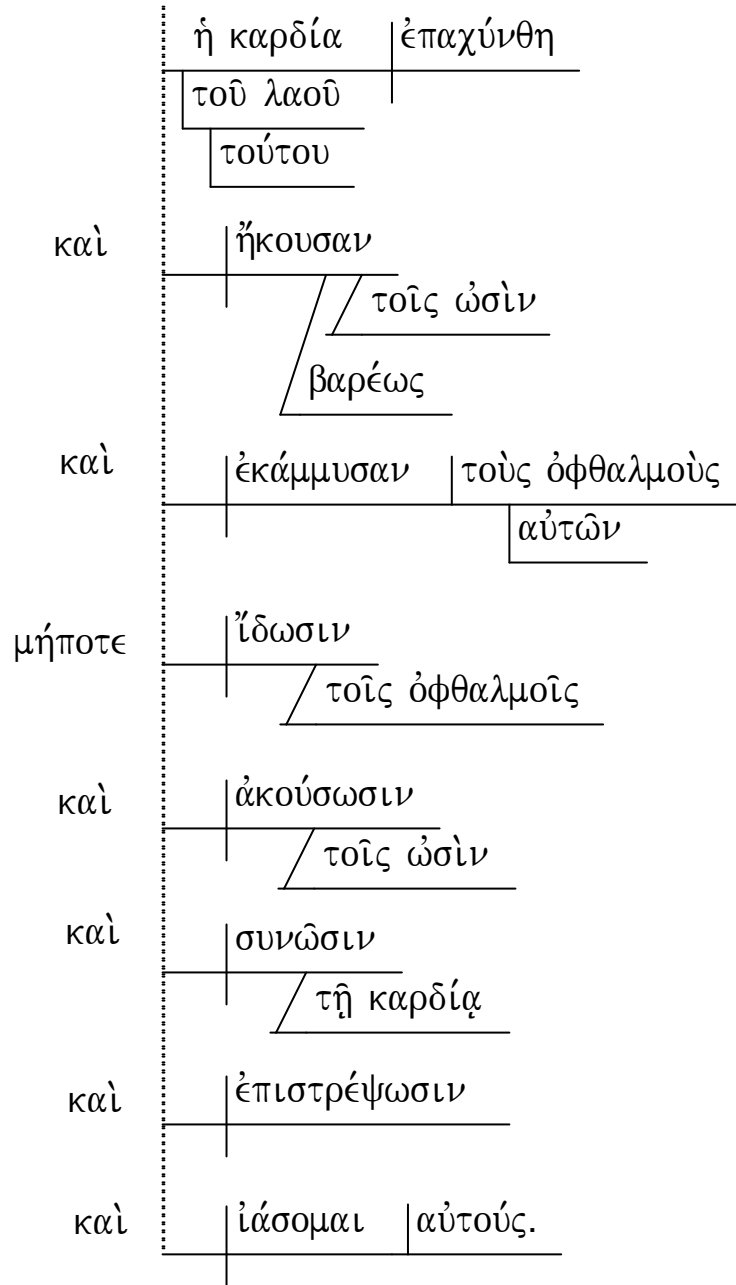 ἡ καρδία ἐπαχύνθη
τοῦ λαοῦ
τούτου
καὶ ἤκουσαν
τοῖς ὠσὶν
βαρέως
καὶ ἐκάμμυσαν τοὺς ὀφθαλμοὺς
αὐτῶν
μήποτε ἴδωσιν
τοῖς ὀφθαλμοῖς
καὶ ἀκούσωσιν
τοῖς ὠσὶν
καὶ συνῶσιν
τῇ καρδίᾳ
καὶ ἐπιστρέψωσιν
καὶ ἰάσομαι αὐτούς.